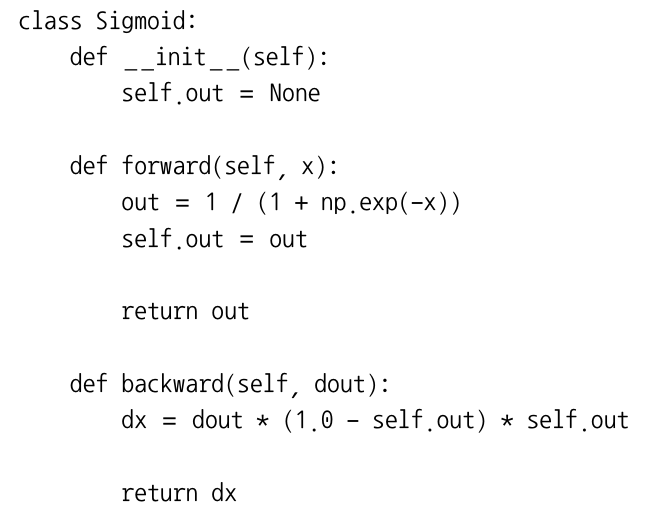 class Sigmoid:
    def __init__(self):
        self.out = None

    def forward(self, x):
        out = 1 / (1 + np.exp(-x))
        self.out = out

        return out

    def backward(self, dout):
        dx = dout * (1.0 - self.out) * self.out

        return dx